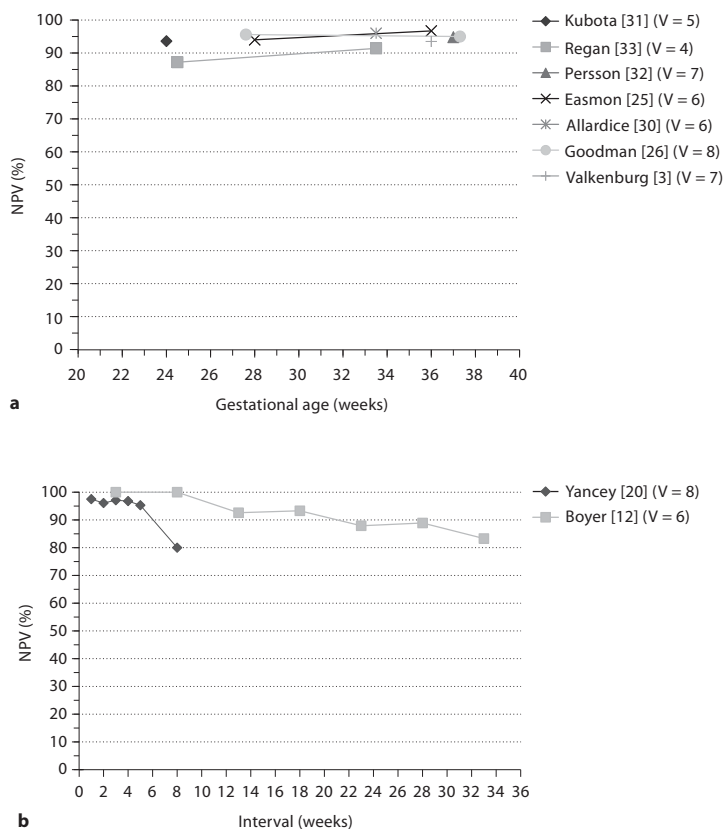 100
90
80
70
60
50
40
30
20
10
0
NPV (%)
20 22 24 26 28 30 32 34 36 38 40
Gestational age (weeks)
a
Kubota [31] (V = 5)
Regan [33] (V = 4)
Persson [32] (V = 7)
Easmon [25] (V = 6)
Allardice [30] (V = 6)
Goodman [26] (V = 8)
Valkenburg [3] (V = 7)
100
90
80
70
60
50
40
30
20
10
0
NPV (%)
0 2 4 6 8 10 12 14 16 18 20 22 24 26 28 30 32 34 36
Interval (weeks)
b
Yancey [20] (V = 8)
Boyer [12] (V = 6)